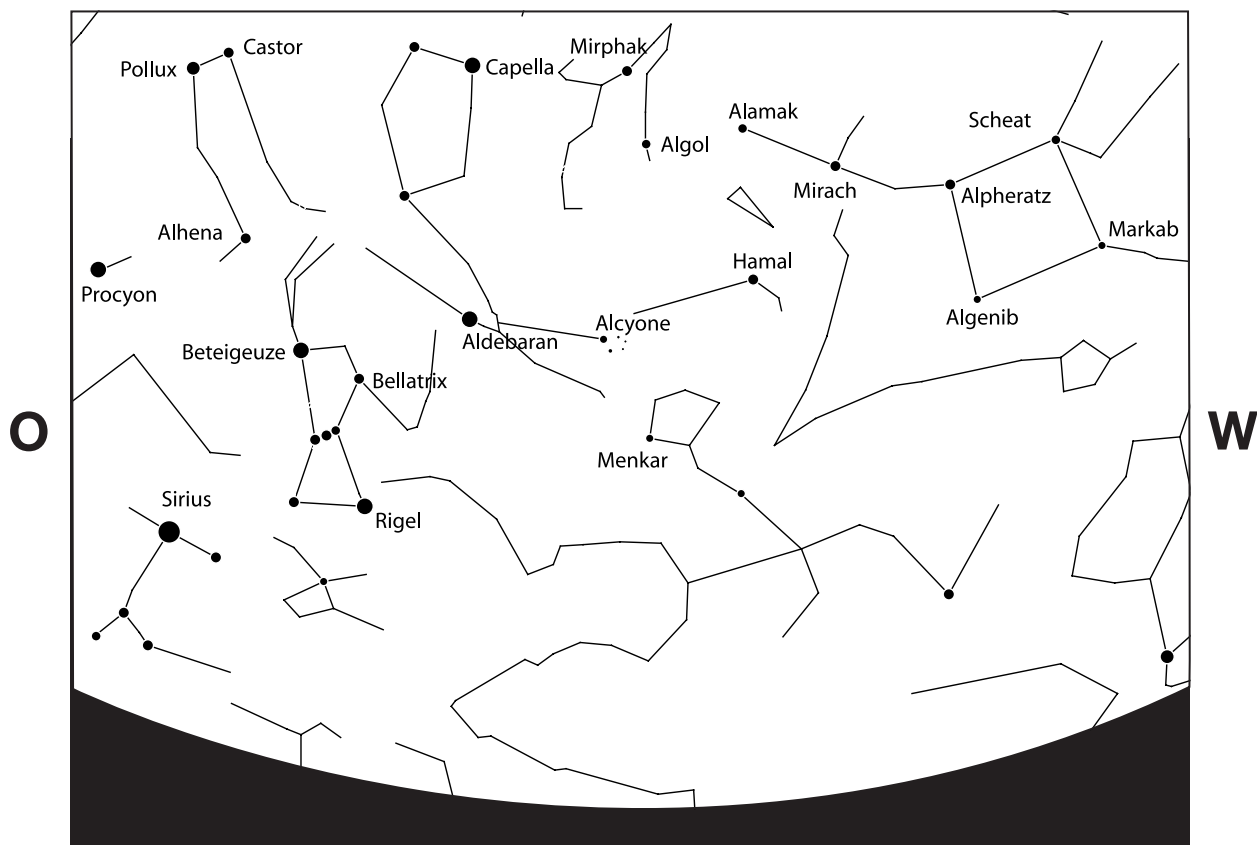 Mirphak
Castor
Pollux
Capella
Alamak
Scheat
Algol
Mirach
Alpheratz
Alhena
Markab
Hamal
Procyon
Algenib
Alcyone
Aldebaran
Beteigeuze
Bellatrix
O
W
Menkar
Sirius
Rigel